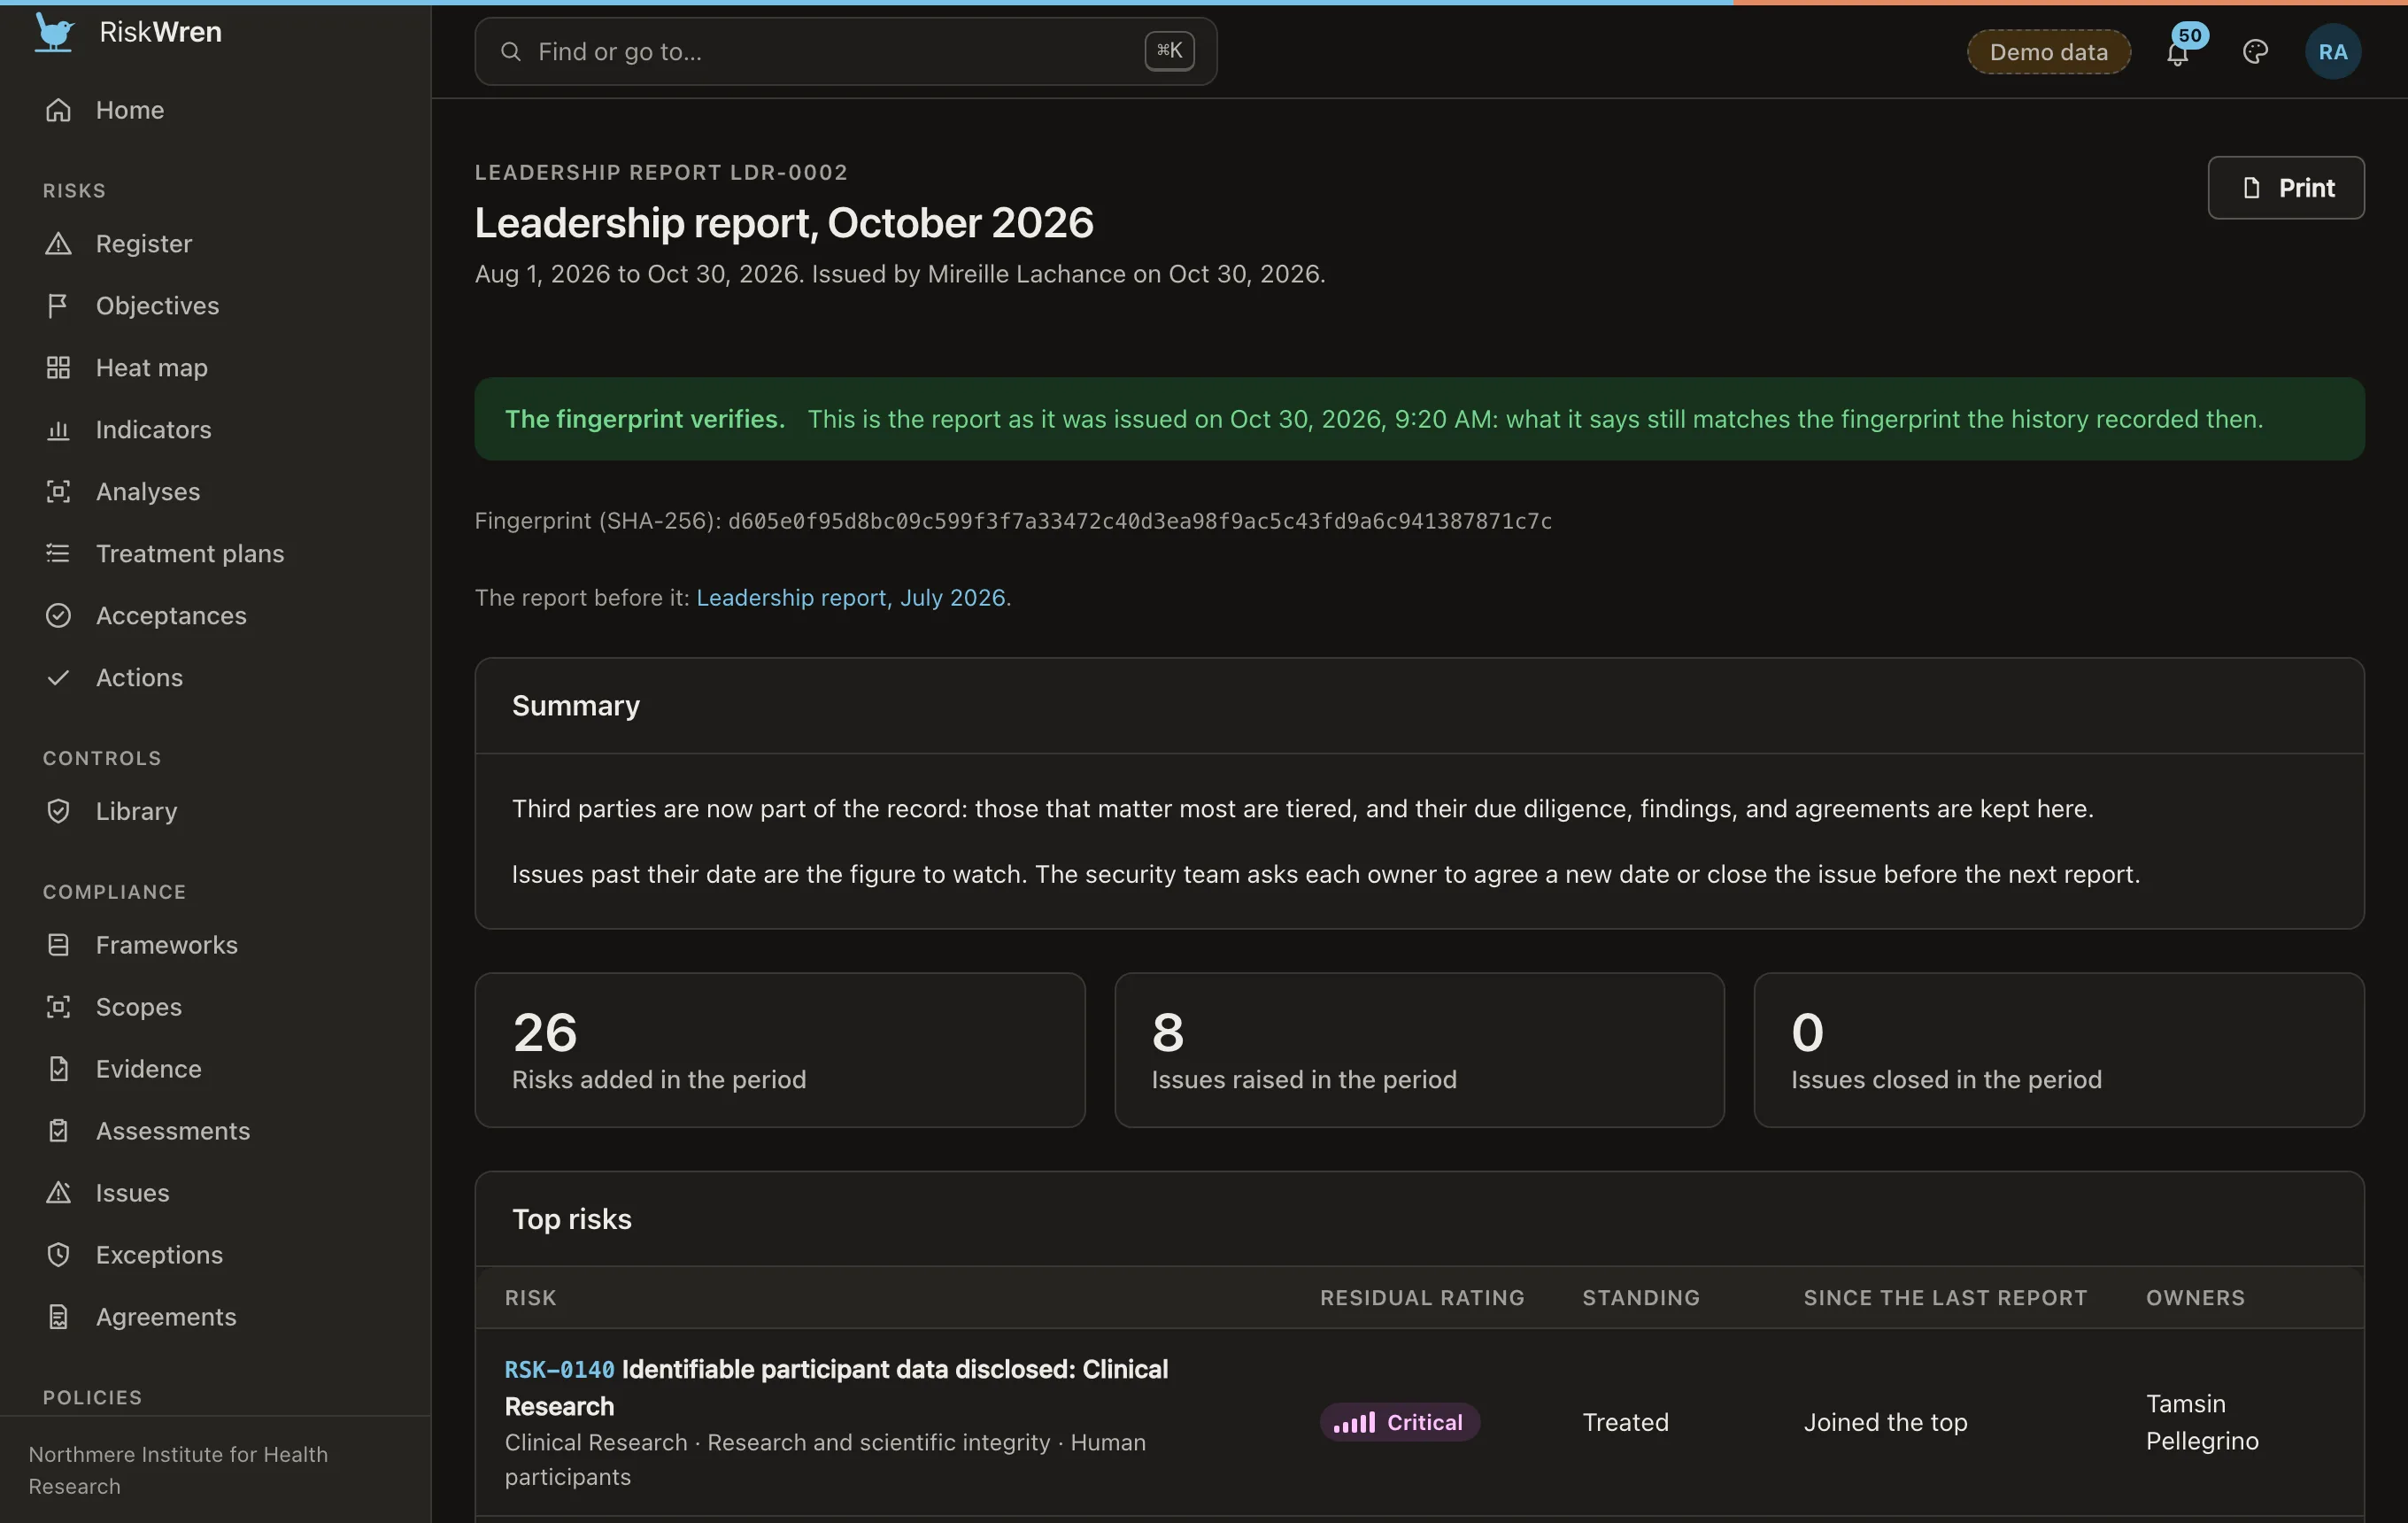 RiskWren
Home
RISKS
Register
Objectives
Heat map
Indicators
Analyses
Treatment plans
Acceptances
Actions
CONTROLS
Library
COMPLIANCE
Frameworks
Scopes
Evidence
Assessments
Issues
Exceptions
Agreements
POLICIES
Northmere Institute for Health
Research
Find or go to...
⌘K
Demo data
50
RA
LEADERSHIP REPORT LDR-0002
Leadership report, October 2026
Aug 1, 2026 to Oct 30, 2026. Issued by Mireille Lachance on Oct 30, 2026.
Print
The fingerprint verifies. This is the report as it was issued on Oct 30, 2026, 9:20 AM: what it says still matches the fingerprint the history recorded then.
Fingerprint (SHA-256): d605e0f95d8bc09c599f3f7a33472c40d3ea98f9ac5c43fd9a6c941387871c7c
The report before it: Leadership report, July 2026.
Summary
Third parties are now part of the record: those that matter most are tiered, and their due diligence, findings, and agreements are kept here.
Issues past their date are the figure to watch. The security team asks each owner to agree a new date or close the issue before the next report.
26
Risks added in the period
8
Issues raised in the period
0
Issues closed in the period
Top risks
RISK RESIDUAL RATING STANDING SINCE THE LAST REPORT OWNERS
RSK-0140 Identifiable participant data disclosed: Clinical
Research
Clinical Research · Research and scientific integrity · Human
participants
Critical
Treated
Joined the top
Tamsin
Pellegrino